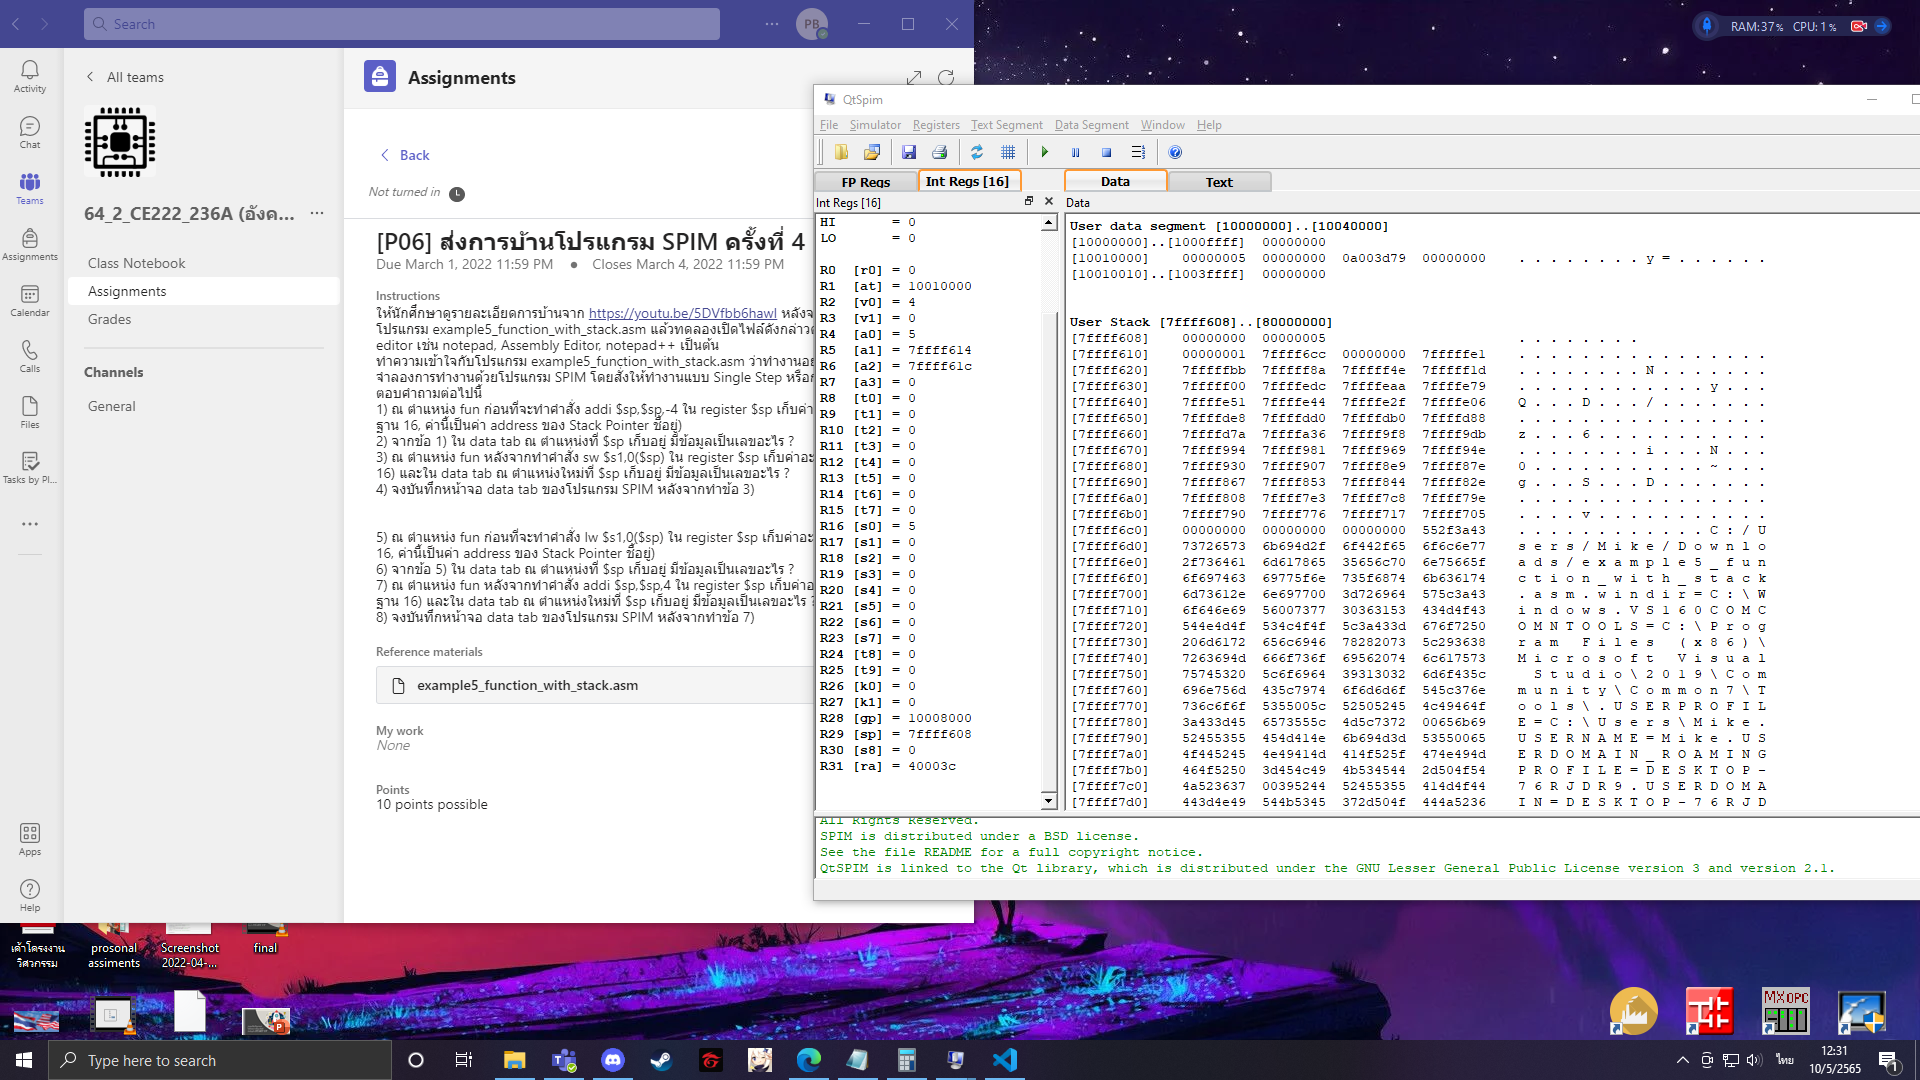 Search
PB
RAM:37% CPU: 1%
Activity
Chat
Teams
Assignments
Calendar
Calls
Files
Tasks by Pl...
Apps
Help
All teams
64_2_CE222_236A (อังค...
Class Notebook
Assignments
Grades
Channels
General
Assignments
Back
Not turned in
[P06] ส่งการบ้านโปรแกรม SPIM ครั้งที่ 4
Due March 1, 2022 11:59 PM • Closes March 4, 2022 11:59 PM
Instructions
ให้นักศึกษาดูรายละเอียดการบ้านจาก https://youtu.be/5DVfbb6hawI หลังจ
โปรแกรม example5_function_with_stack.asm แล้วทดลองเปิดไฟล์ดังกล่าวด
editor เช่น notepad, Assembly Editor, notepad++ เป็นต้น
ทำความเข้าใจกับโปรแกรม example5_function_with_stack.asm ว่าทำงานอย
จำลองการทำงานด้วยโปรแกรม SPIM โดยสั่งให้ทำงานแบบ Single Step หรือก
ตอบคำถามต่อไปนี้
1) ณ ตำแหน่ง fun ก่อนที่จะทำคำสั่ง addi $sp,$sp,-4 ใน register $sp เก็บค่า
ฐาน 16, ค่านี้เป็นค่า address ของ Stack Pointer ชี้อยู่)
2) จากข้อ 1) ใน data tab ณ ตำแหน่งที่ $sp เก็บอยู่ มีข้อมูลเป็นเลขอะไร ?
3) ณ ตำแหน่ง fun หลังจากทำคำสั่ง sw $s1,0($sp) ใน register $sp เก็บค่าอะ
16) และใน data tab ณ ตำแหน่งใหม่ที่ $sp เก็บอยู่ มีข้อมูลเป็นเลขอะไร ?
4) จงบันทึกหน้าจอ data tab ของโปรแกรม SPIM หลังจากทำข้อ 3)
5) ณ ตำแหน่ง fun ก่อนที่จะทำคำสั่ง lw $s1,0($sp) ใน register $sp เก็บค่าอะ
16, ค่านี้เป็นค่า address ของ Stack Pointer ชี้อยู่)
6) จากข้อ 5) ใน data tab ณ ตำแหน่งที่ $sp เก็บอยู่ มีข้อมูลเป็นเลขอะไร ?
7) ณ ตำแหน่ง fun หลังจากทำคำสั่ง addi $sp,$sp,4 ใน register $sp เก็บค่าอ
ฐาน 16) และใน data tab ณ ตำแหน่งใหม่ที่ $sp เก็บอยู่ มีข้อมูลเป็นเลขอะไร ?
8) จงบันทึกหน้าจอ data tab ของโปรแกรม SPIM หลังจากทำข้อ 7)
Reference materials
example5_function_with_stack.asm
My work
None
Points
10 points possible
QtSpim
File Simulator Registers Text Segment Data Segment Window Help
FP Regs Int Regs [16] Data Text
Int Regs [16]
HI = 0
LO = 0
R0 [r0] = 0
R1 [at] = 10010000
R2 [v0] = 4
R3 [v1] = 0
R4 [a0] = 5
R5 [a1] = 7ffff614
R6 [a2] = 7ffff61c
R7 [a3] = 0
R8 [t0] = 0
R9 [t1] = 0
R10 [t2] = 0
R11 [t3] = 0
R12 [t4] = 0
R13 [t5] = 0
R14 [t6] = 0
R15 [t7] = 0
R16 [s0] = 5
R17 [s1] = 0
R18 [s2] = 0
R19 [s3] = 0
R20 [s4] = 0
R21 [s5] = 0
R22 [s6] = 0
R23 [s7] = 0
R24 [t8] = 0
R25 [t9] = 0
R26 [k0] = 0
R27 [k1] = 0
R28 [gp] = 10008000
R29 [sp] = 7ffff608
R30 [s8] = 0
R31 [ra] = 40003c
Data
User data segment [10000000]..[10040000]
[10000000]..[1000ffff] 00000000
[10010000] 00000005 00000000 0a003d79 00000000 . . . . . . . . y = . . . . . .
[10010010]..[1003ffff] 00000000
User Stack [7ffff608]..[80000000]
[7ffff608] 00000000 00000005 . . . . . . . .
[7ffff610] 00000001 7ffff6cc 00000000 7fffffe1 . . . . . . . . . . . . . . . .
[7ffff620] 7fffffbb 7fffff8a 7fffff4e 7fffff1d . . . . . . . . N . . . . . . .
[7ffff630] 7fffff00 7ffffedc 7ffffeaa 7ffffe79 . . . . . . . . . . . . y . . .
[7ffff640] 7ffffe51 7ffffe44 7ffffe2f 7ffffe06 Q . . . D . . . / . . . . . . .
[7ffff650] 7ffffde8 7ffffdd0 7ffffdb0 7ffffd88 . . . . . . . . . . . . . . . .
[7ffff660] 7ffffd7a 7ffffa36 7ffff9f8 7ffff9db z . . . 6 . . . . . . . . . . .
[7ffff670] 7ffff994 7ffff981 7ffff969 7ffff94e . . . . . . . . i . . . N . . .
[7ffff680] 7ffff930 7ffff907 7ffff8e9 7ffff87e 0 . . . . . . . . . . . ~ . . .
[7ffff690] 7ffff867 7ffff853 7ffff844 7ffff82e g . . . S . . . D . . . . . . .
[7ffff6a0] 7ffff808 7ffff7e3 7ffff7c8 7ffff79e . . . . . . . . . . . . . . . .
[7ffff6b0] 7ffff790 7ffff776 7ffff717 7ffff705 . . . . v . . . . . . . . . . .
[7ffff6c0] 00000000 00000000 00000000 552f3a43 . . . . . . . . . . . . C : / U
[7ffff6d0] 73726573 6b694d2f 6f442f65 6f6c6e77 s e r s / M i k e / D o w n l o
[7ffff6e0] 2f736461 6d617865 35656c70 6e75665f a d s / e x a m p l e 5 _ f u n
[7ffff6f0] 6f697463 69775f6e 735f6874 6b636174 c t i o n _ w i t h _ s t a c k
[7ffff700] 6d73612e 6e697700 3d726964 575c3a43 . a s m . w i n d i r = C : \ W
[7ffff710] 6f646e69 56007377 30363153 434d4f43 i n d o w s . V S 1 6 0 C O M C
[7ffff720] 544e4d4f 534c4f4f 5c3a433d 676f7250 O M N T O O L S = C : \ P r o g
[7ffff730] 206d6172 656c6946 78282073 5c293638 r a m F i l e s ( x 8 6 ) \
[7ffff740] 7263694d 666f736f 69562074 6c617573 M i c r o s o f t V i s u a l
[7ffff750] 75745320 5c6f6964 39313032 6d6f435c S t u d i o \ 2 0 1 9 \ C o m
[7ffff760] 696e756d 435c7974 6f6d6d6f 545c376e m u n i t y \ C o m m o n 7 \ T
[7ffff770] 736c6f6f 5355005c 52505245 4c49464f o o l s \ . U S E R P R O F I L
[7ffff780] 3a433d45 6573555c 4d5c7372 00656b69 E = C : \ U s e r s \ M i k e .
[7ffff790] 52455355 454d414e 6b694d3d 53550065 U S E R N A M E = M i k e . U S
[7ffff7a0] 4f445245 4e49414d 414f525f 474e494d E R D O M A I N _ R O A M I N G
[7ffff7b0] 464f5250 3d454c49 4b534544 2d504f54 P R O F I L E = D E S K T O P -
[7ffff7c0] 4a523637 00395244 52455355 414d4f44 7 6 R J D R 9 . U S E R D O M A
[7ffff7d0] 443d4e49 544b5345 372d504f 444a5236 I N = D E S K T O P - 7 6 R J D
All Rights Reserved.
SPIM is distributed under a BSD license.
See the file README for a full copyright notice.
QtSPIM is linked to the Qt library, which is distributed under the GNU Lesser General Public License version 3 and version 2.1.
เค้าโครงงานวิศวกรรม
prosonal assiments
Screenshot 2022-04-...
final
MX OPC
Type here to search
ไทย
12:31
10/5/2565
1